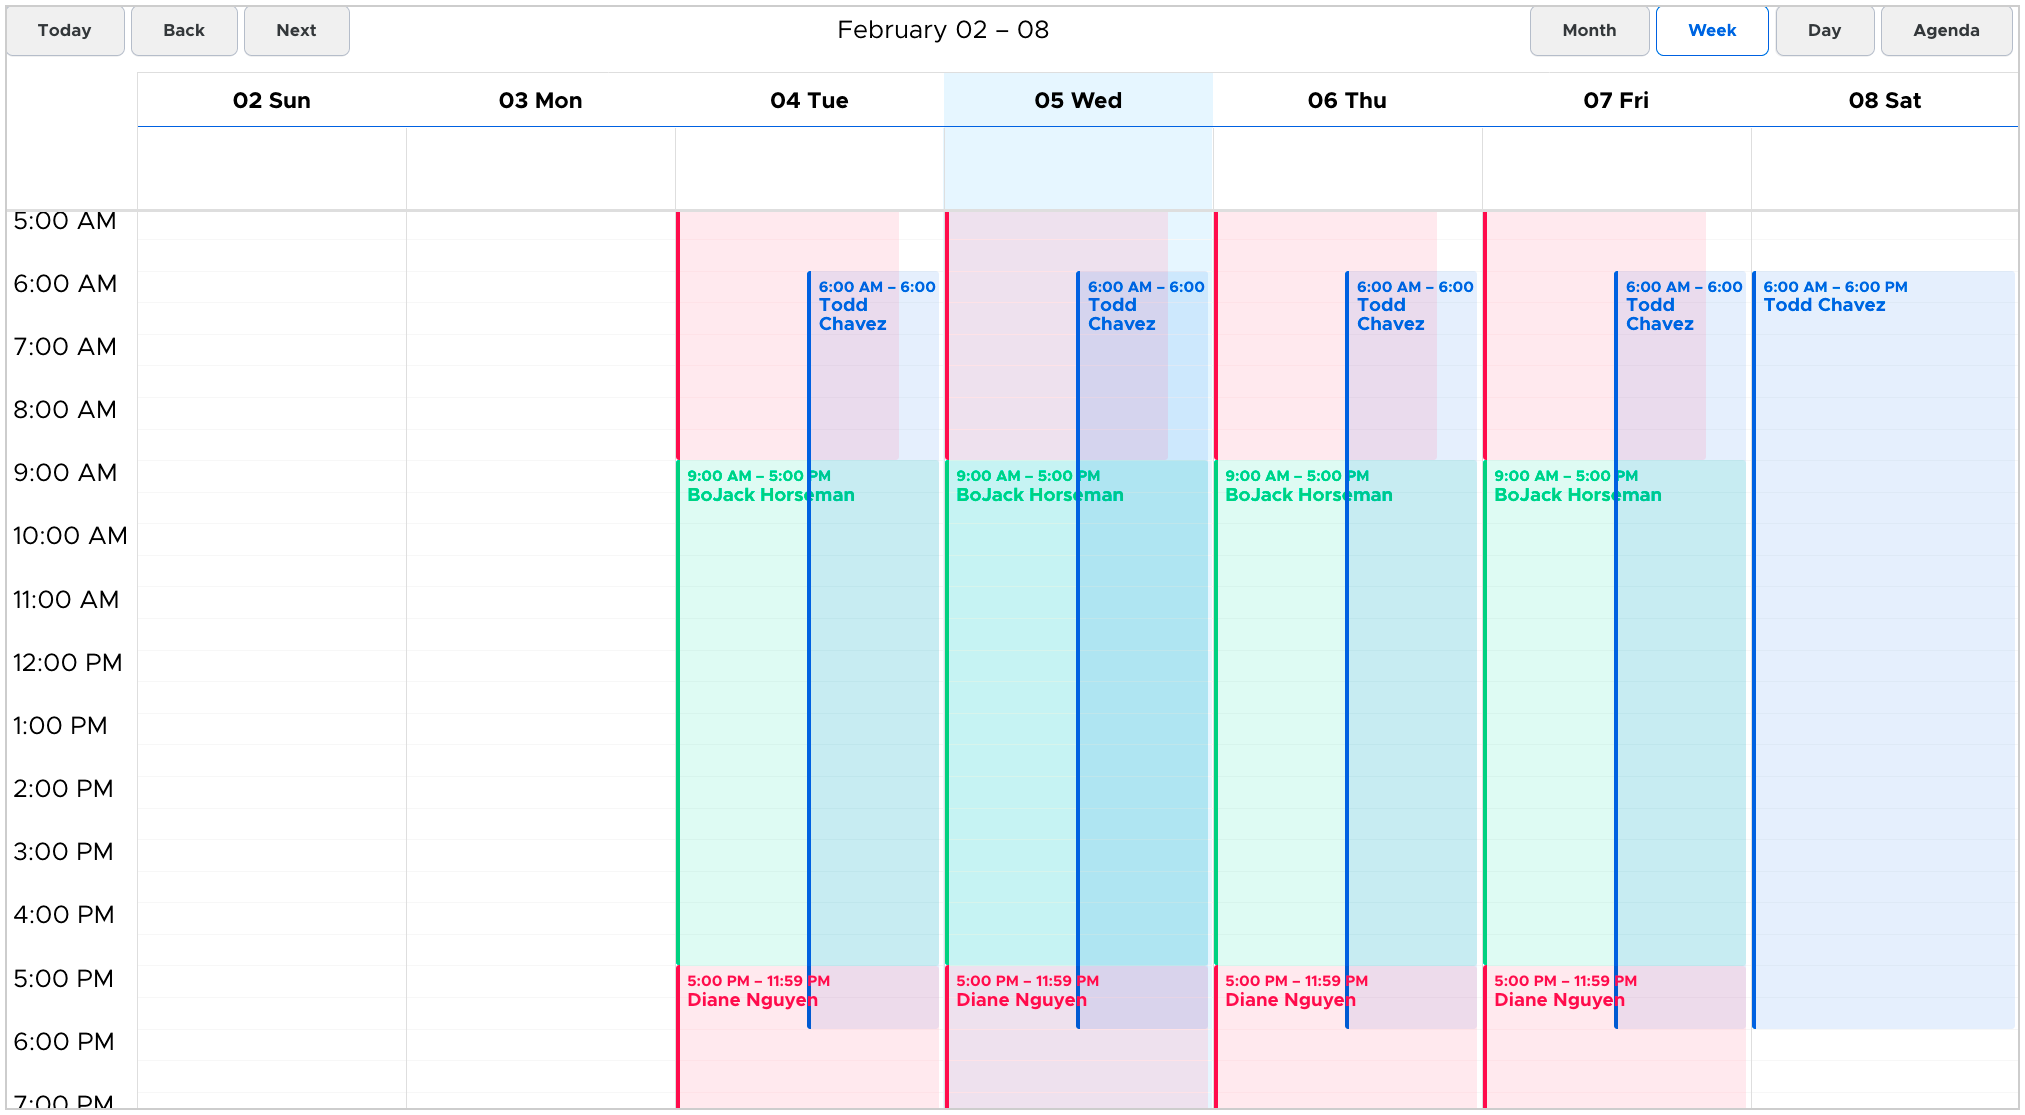 Today Back Next February 02 – 08 Month Week Day Agenda
02 Sun 03 Mon 04 Tue 05 Wed 06 Thu 07 Fri 08 Sat
5:00 AM
6:00 AM
7:00 AM
8:00 AM
9:00 AM
10:00 AM
11:00 AM
12:00 PM
1:00 PM
2:00 PM
3:00 PM
4:00 PM
5:00 PM
6:00 PM
7:00 PM
6:00 AM – 6:00
Todd
Chavez
9:00 AM – 5:00 PM
BoJack Horseman
5:00 PM – 11:59 PM
Diane Nguyen
6:00 AM – 6:00
Todd
Chavez
9:00 AM – 5:00 PM
BoJack Horseman
5:00 PM – 11:59 PM
Diane Nguyen
6:00 AM – 6:00
Todd
Chavez
9:00 AM – 5:00 PM
BoJack Horseman
5:00 PM – 11:59 PM
Diane Nguyen
6:00 AM – 6:00
Todd
Chavez
9:00 AM – 5:00 PM
BoJack Horseman
5:00 PM – 11:59 PM
Diane Nguyen
6:00 AM – 6:00 PM
Todd Chavez